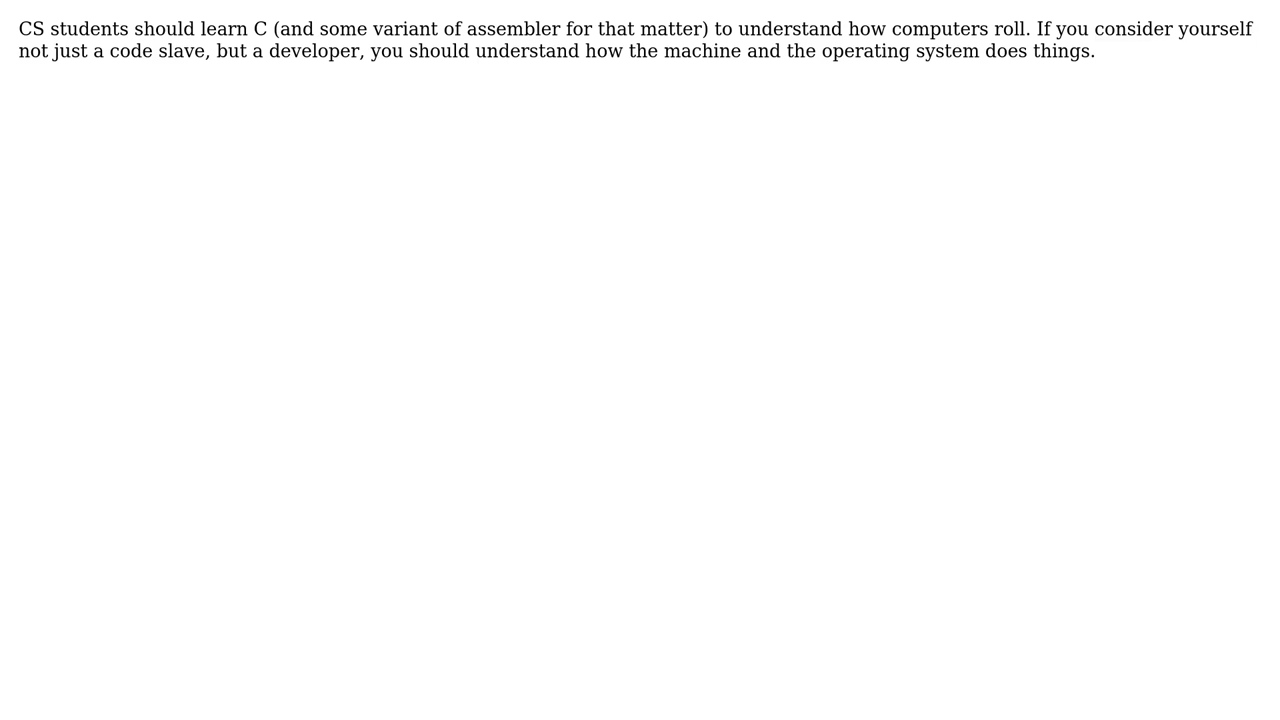 CS students should learn C (and some variant of assembler for that matter) to understand how computers roll. If you consider yourself
not just a code slave, but a developer, you should understand how the machine and the operating system does things.